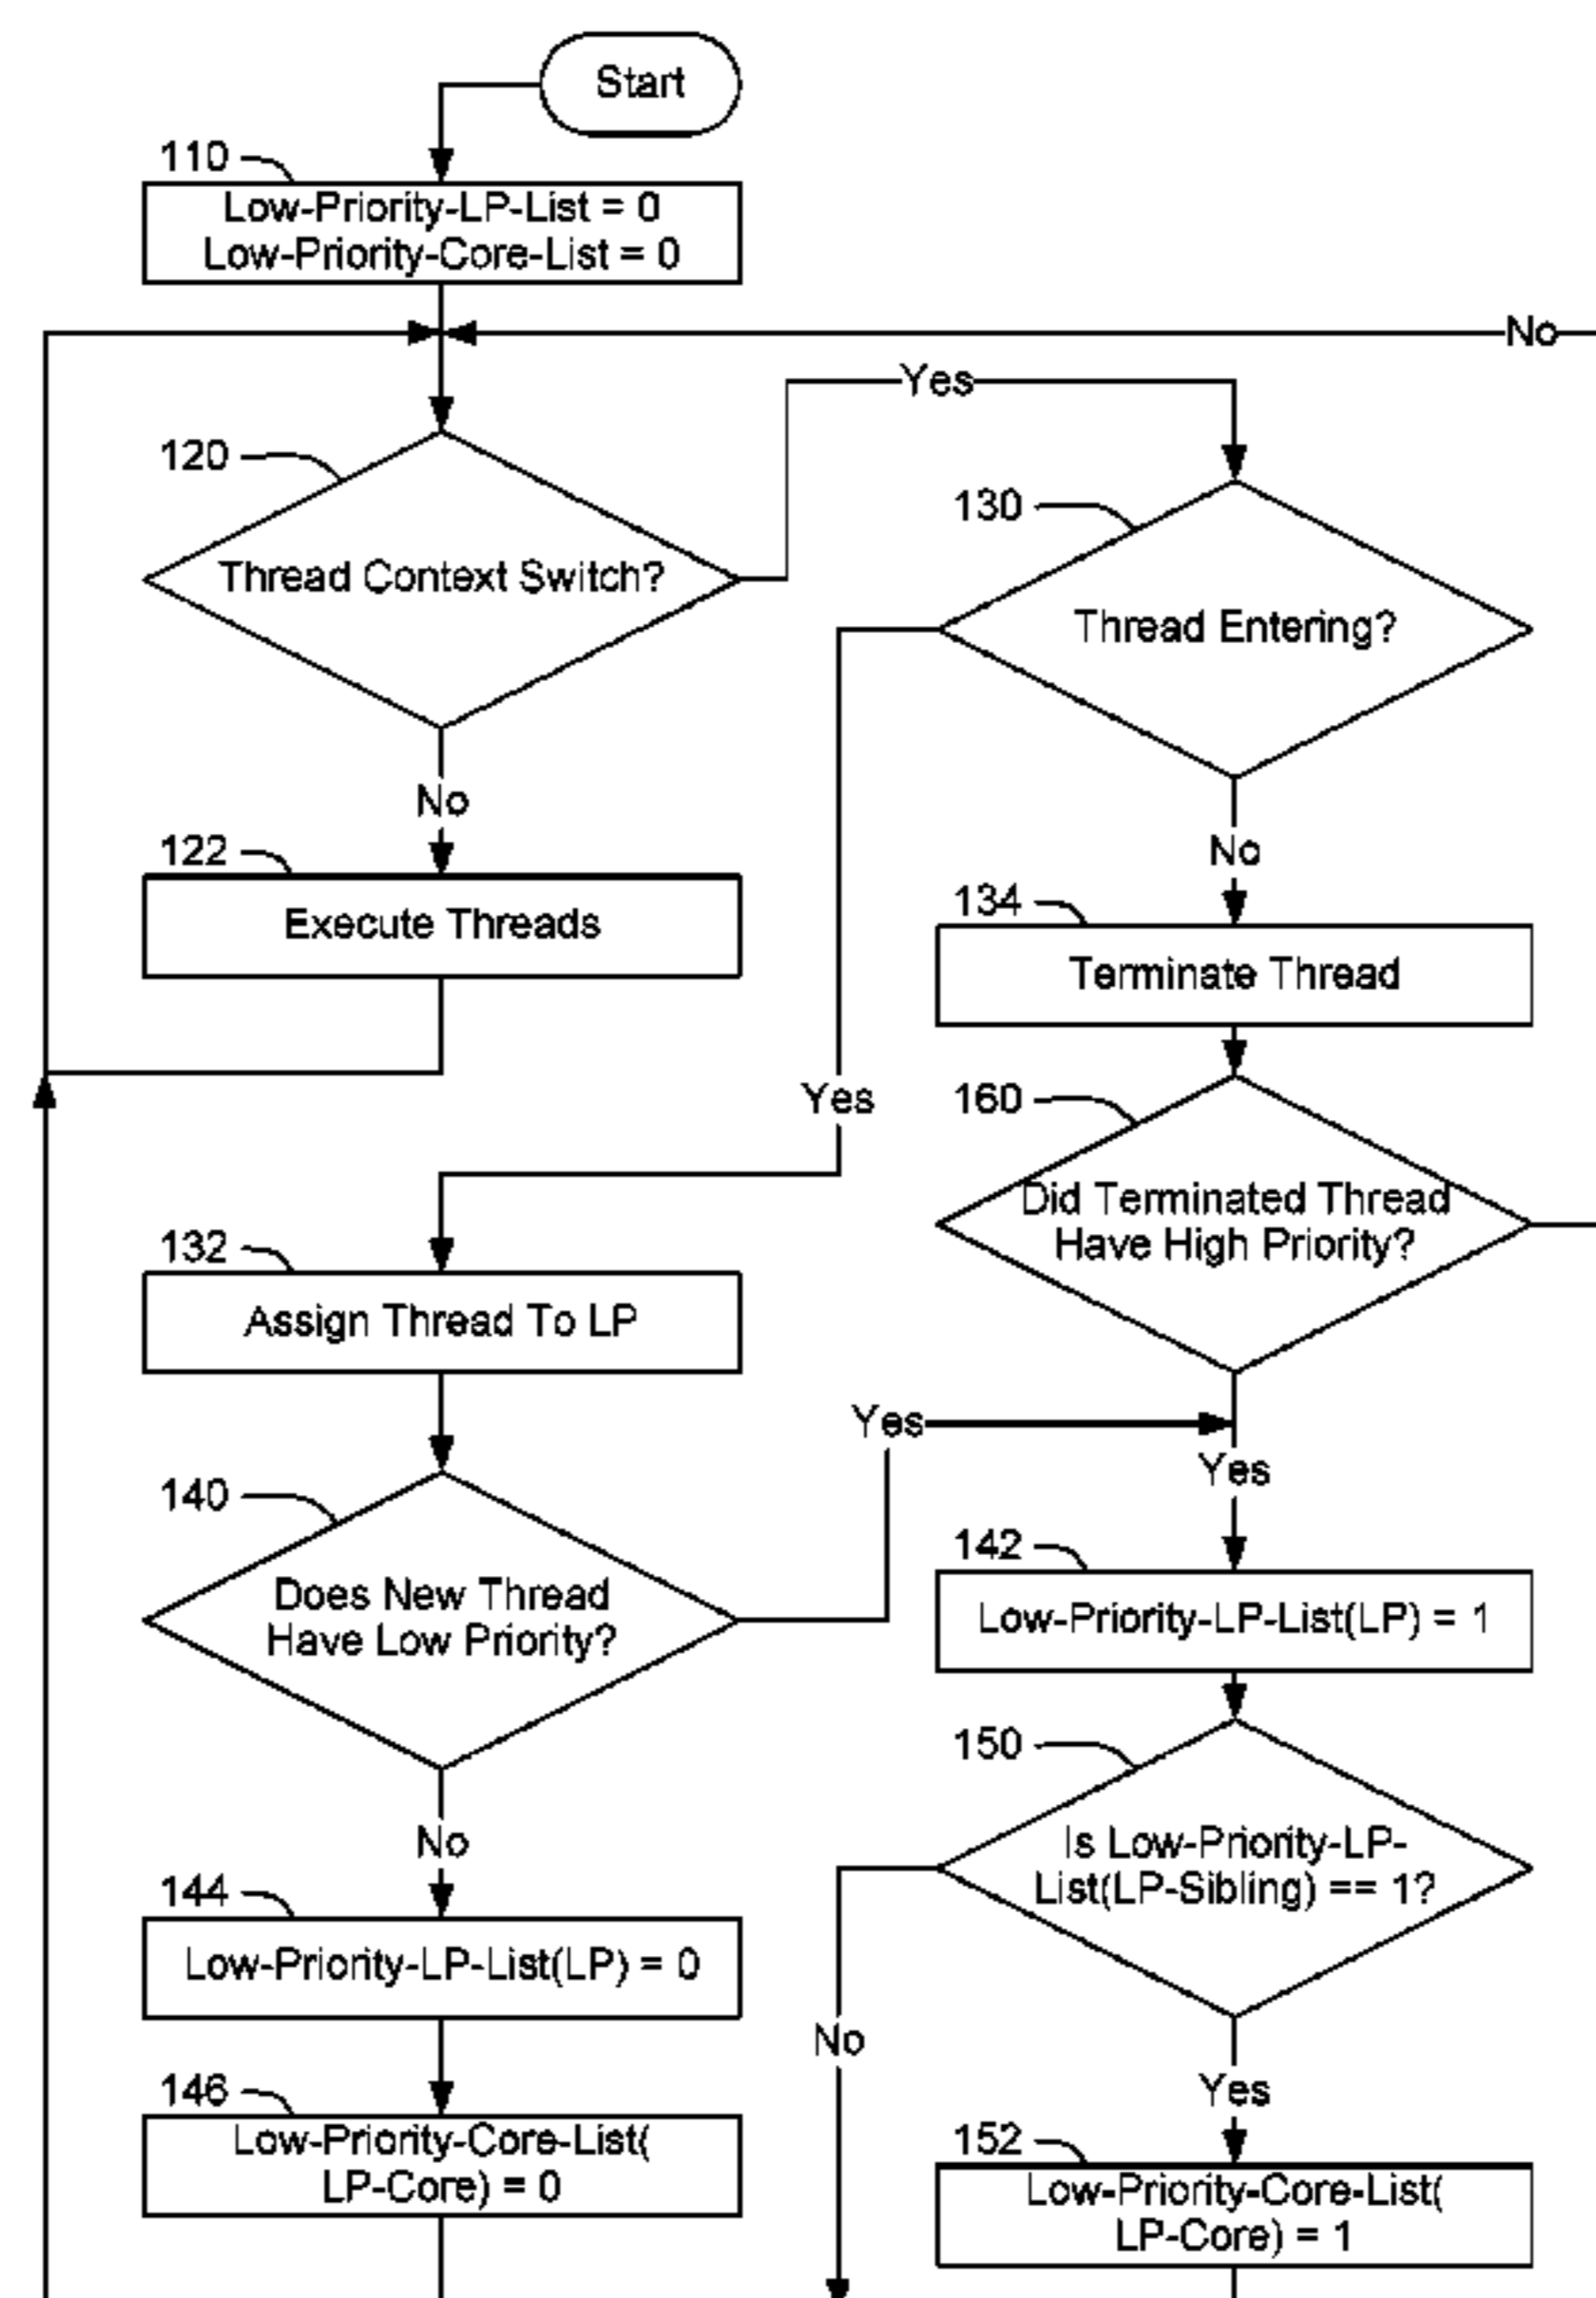 Start
110
Low-Priority-LP-List = 0
Low-Priority-Core-List = 0
No
Yes
120
Thread Context Switch?
130
Thread Entering?
No
122
Execute Threads
No
134
Terminate Thread
Yes
160
Did Terminated Thread
Have High Priority?
132
Assign Thread To LP
Yes
Yes
140
Does New Thread
Have Low Priority?
142
Low-Priority-LP-List(LP) = 1
150
Is Low-Priority-LP-
List(LP-Sibling) == 1?
No
144
Low-Priority-LP-List(LP) = 0
No
Yes
146
Low-Priority-Core-List(
LP-Core) = 0
152
Low-Priority-Core-List(
LP-Core) = 1